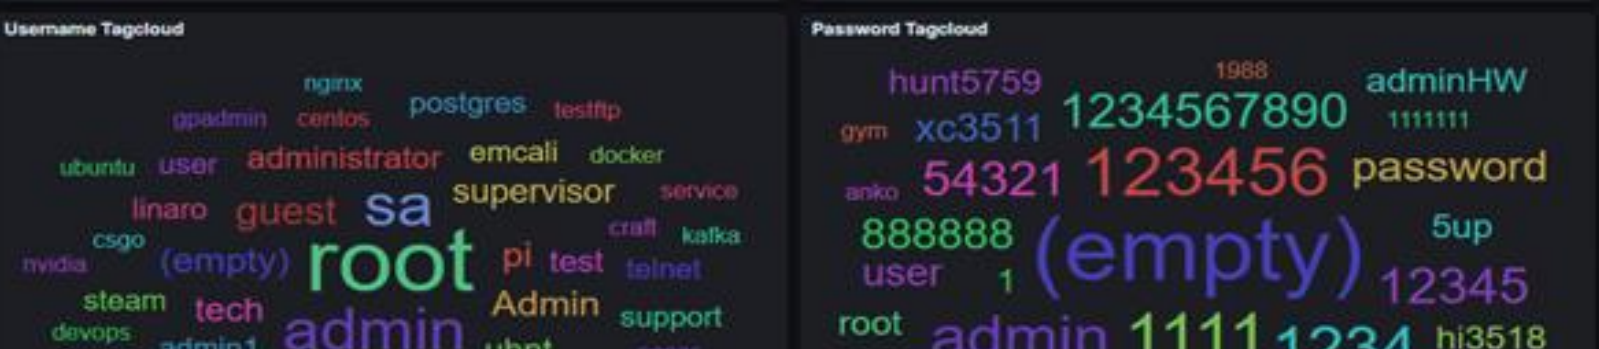 Username Tagcloud
nginx
gpadmin centos postgres testftp
ubuntu user administrator emcali docker
linaro guest sa supervisor service
csgo craft kafka
nvidia (empty) root pi test telnet
steam tech Admin support
devops admin1 admin ubnt
Password Tagcloud
hunt5759 1988 adminHW
gym xc3511 1234567890 1111111
anko 54321 123456 password
888888 (empty) 5up
user 1 12345
root admin 1111 1234 hi3518